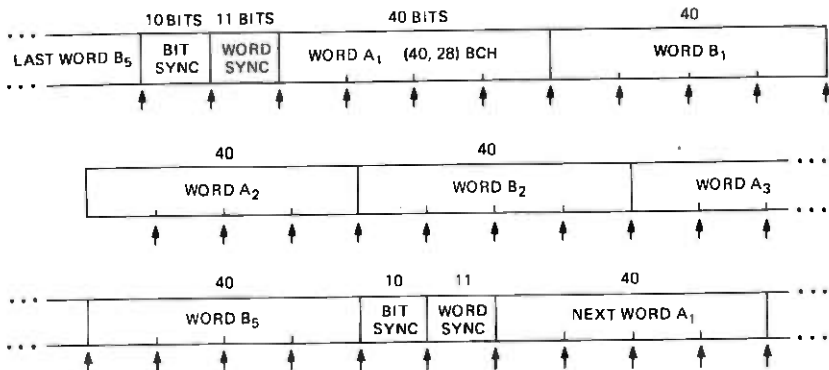 10 BITS 11 BITS 40 BITS 40
... LAST WORD B₅ BIT SYNC WORD SYNC WORD A₁ (40, 28) BCH WORD B₁
...
40 40
WORD A₂ WORD B₂ WORD A₃ ...
...
40 10 11 40
... WORD B₅ BIT SYNC WORD SYNC NEXT WORD A₁ ...
... ...